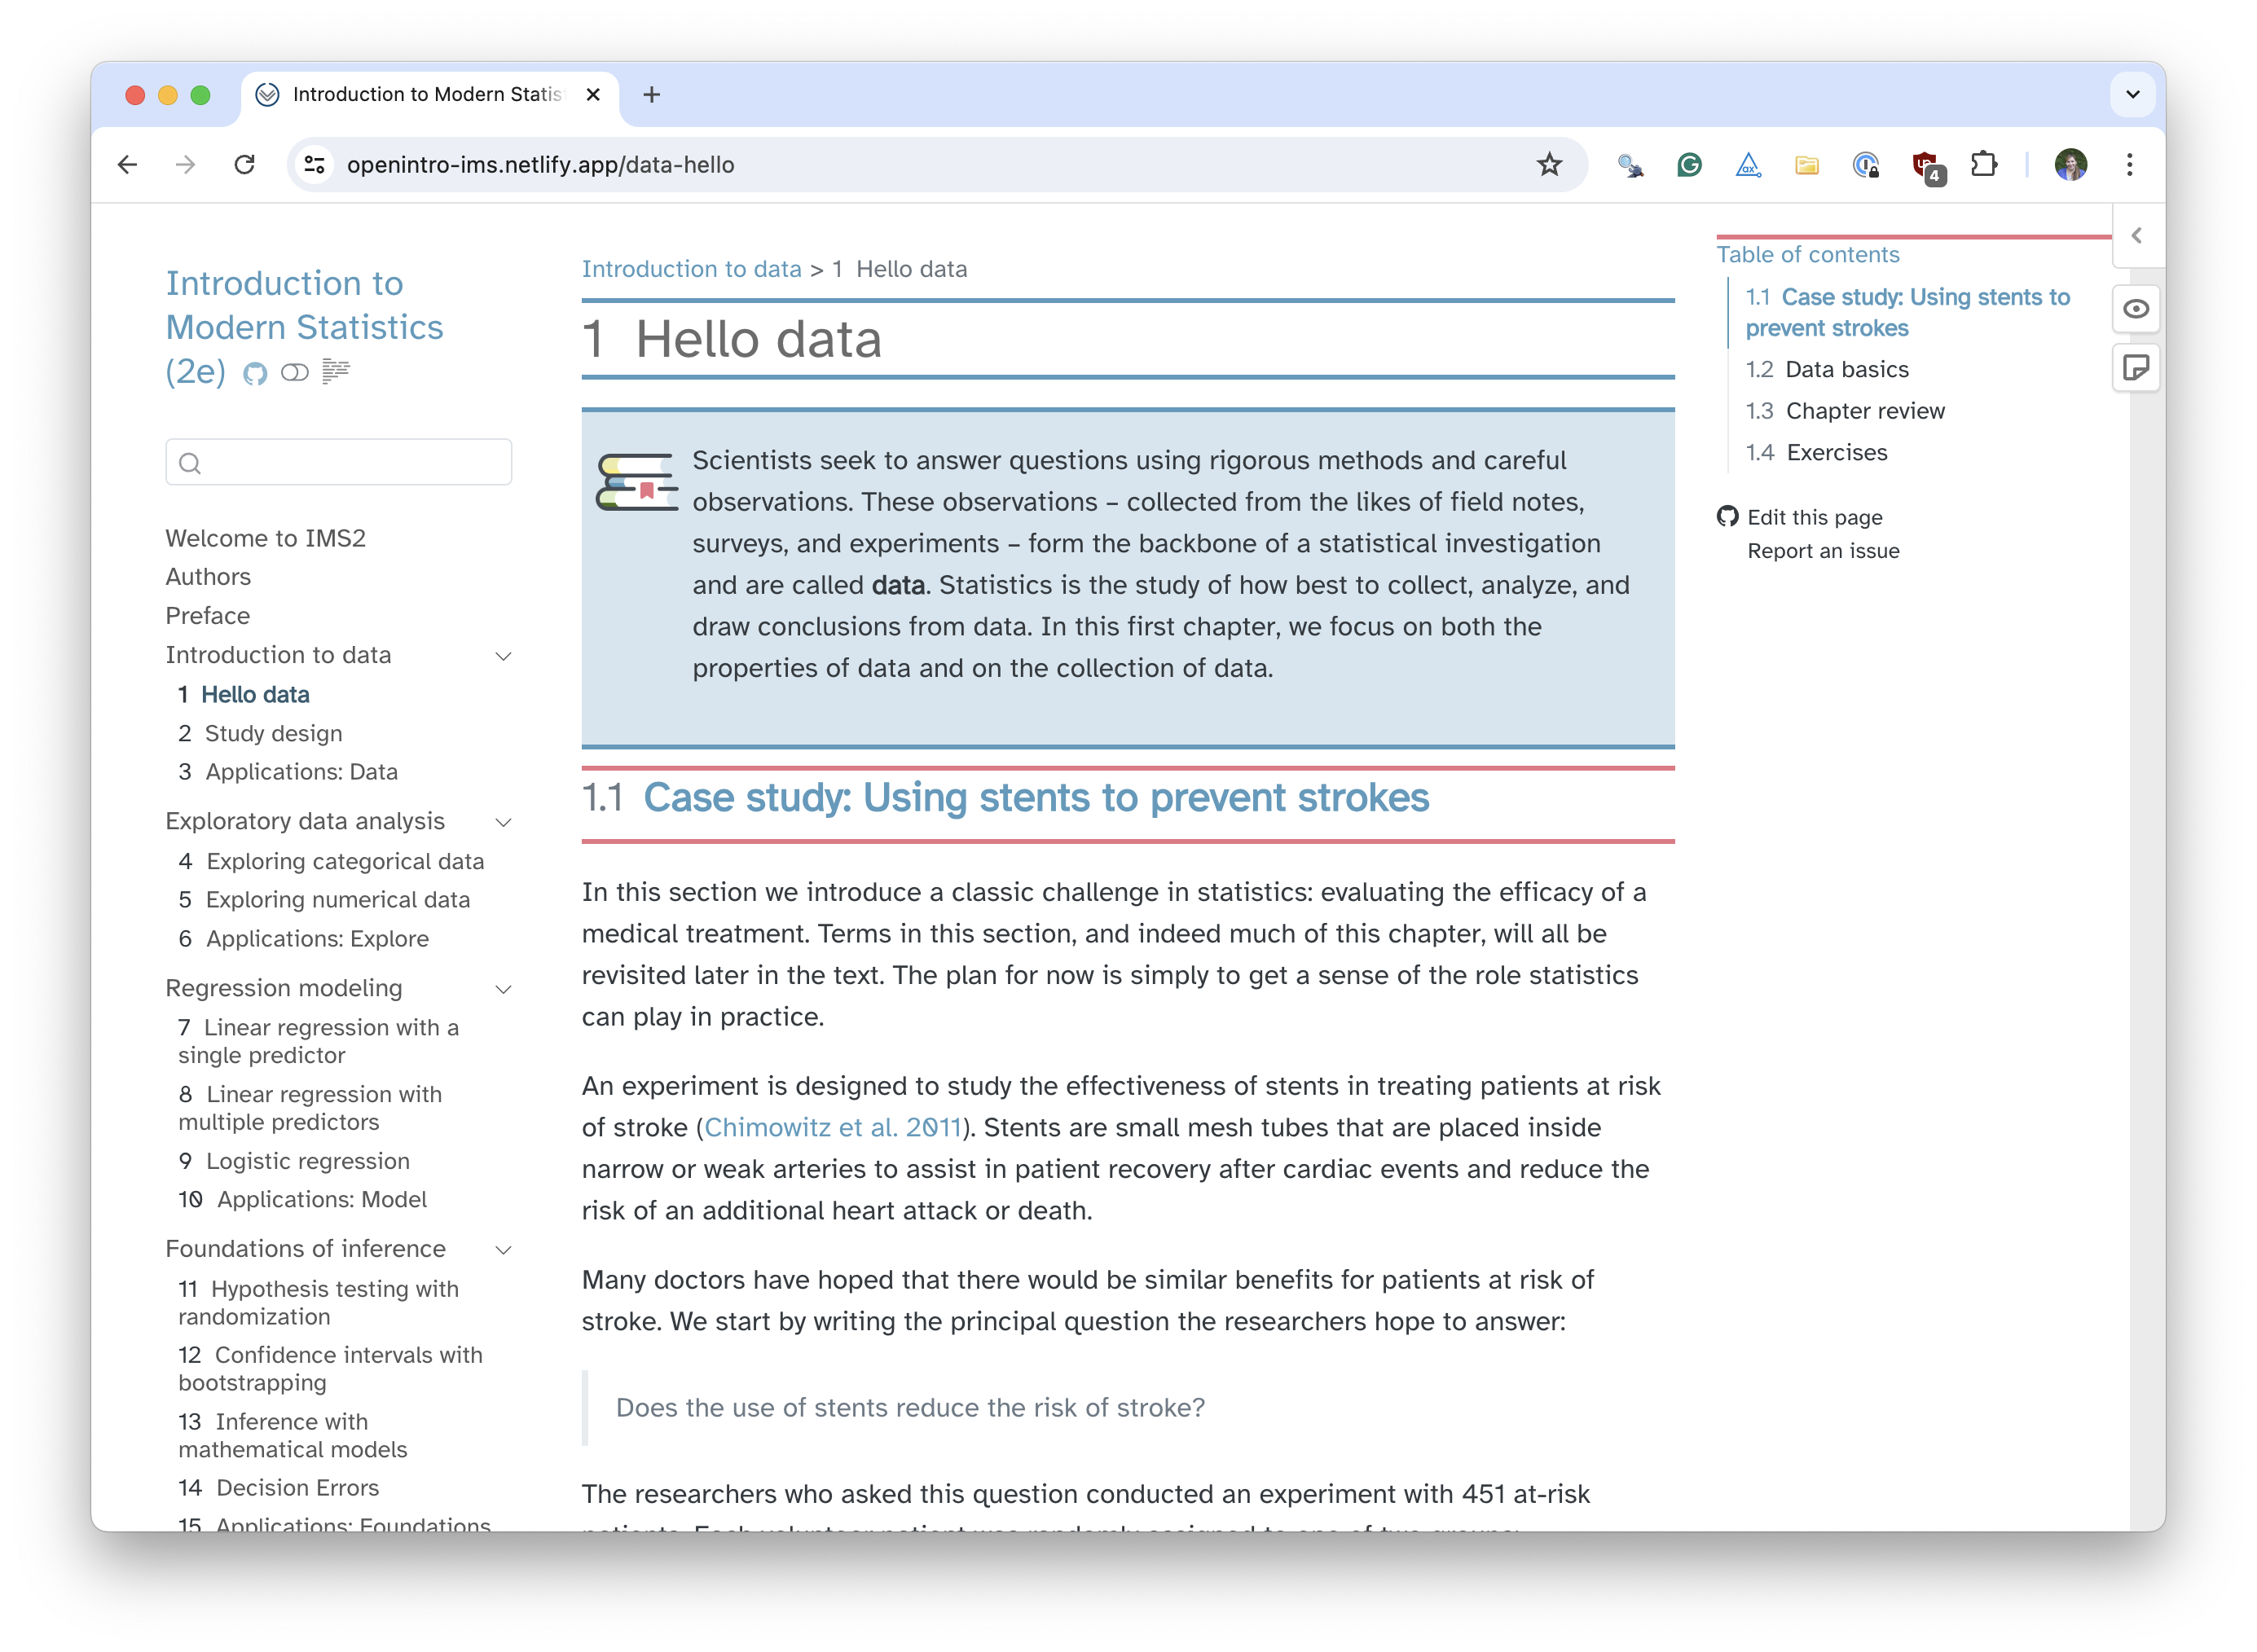 Introduction to Modern Statis
openintro-ims.netlify.app/data-hello
4
Introduction to
Modern Statistics
(2e)
Welcome to IMS2
Authors
Preface
Introduction to data
1 Hello data
2 Study design
3 Applications: Data
Exploratory data analysis
4 Exploring categorical data
5 Exploring numerical data
6 Applications: Explore
Regression modeling
7 Linear regression with a
single predictor
8 Linear regression with
multiple predictors
9 Logistic regression
10 Applications: Model
Foundations of inference
11 Hypothesis testing with
randomization
12 Confidence intervals with
bootstrapping
13 Inference with
mathematical models
14 Decision Errors
15 Applications: Foundations
Introduction to data > 1 Hello data
1 Hello data
Scientists seek to answer questions using rigorous methods and careful
observations. These observations – collected from the likes of field notes,
surveys, and experiments – form the backbone of a statistical investigation
and are called data. Statistics is the study of how best to collect, analyze, and
draw conclusions from data. In this first chapter, we focus on both the
properties of data and on the collection of data.
1.1 Case study: Using stents to prevent strokes
In this section we introduce a classic challenge in statistics: evaluating the efficacy of a
medical treatment. Terms in this section, and indeed much of this chapter, will all be
revisited later in the text. The plan for now is simply to get a sense of the role statistics
can play in practice.
An experiment is designed to study the effectiveness of stents in treating patients at risk
of stroke (Chimowitz et al. 2011). Stents are small mesh tubes that are placed inside
narrow or weak arteries to assist in patient recovery after cardiac events and reduce the
risk of an additional heart attack or death.
Many doctors have hoped that there would be similar benefits for patients at risk of
stroke. We start by writing the principal question the researchers hope to answer:
Does the use of stents reduce the risk of stroke?
The researchers who asked this question conducted an experiment with 451 at-risk
patients. Each volunteer patient was randomly assigned to one of two groups:
Table of contents
1.1 Case study: Using stents to
prevent strokes
1.2 Data basics
1.3 Chapter review
1.4 Exercises
Edit this page
Report an issue